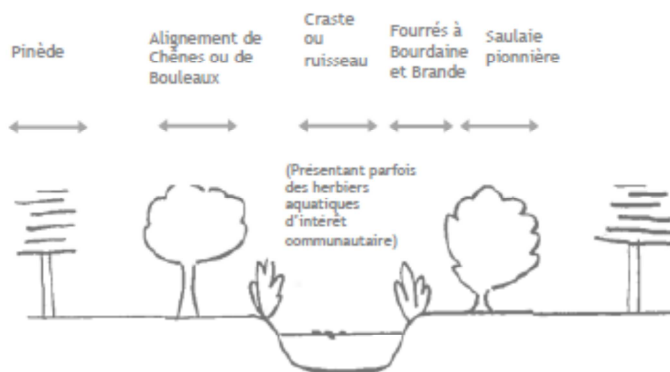 Pinède
Alignement de
Chênes ou de
Bouleaux
Craste
ou
ruisseau
Fourrés à
Bourdaine
et Brande
Saulaie
pionnière
(Présentant parfois
des herbiers
aquatiques
d'intérêt
communautaire)